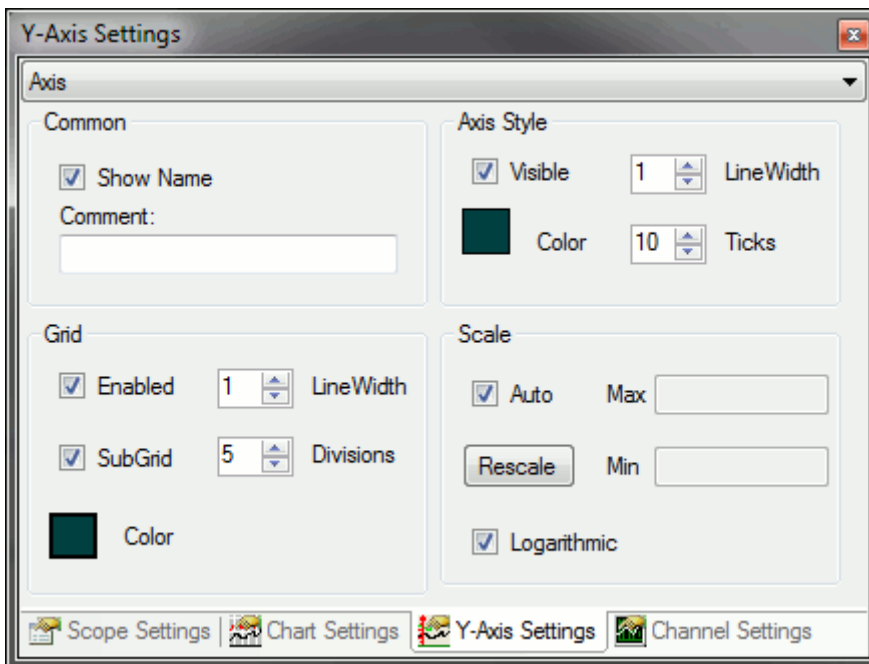 Y-Axis Settings
Axis
Common
Show Name
Comment:
Axis Style
Visible 1 LineWidth
Color 10 Ticks
Grid
Enabled 1 LineWidth
SubGrid 5 Divisions
Color
Scale
Auto Max
Rescale Min
Logarithmic
Scope Settings Chart Settings Y-Axis Settings Channel Settings